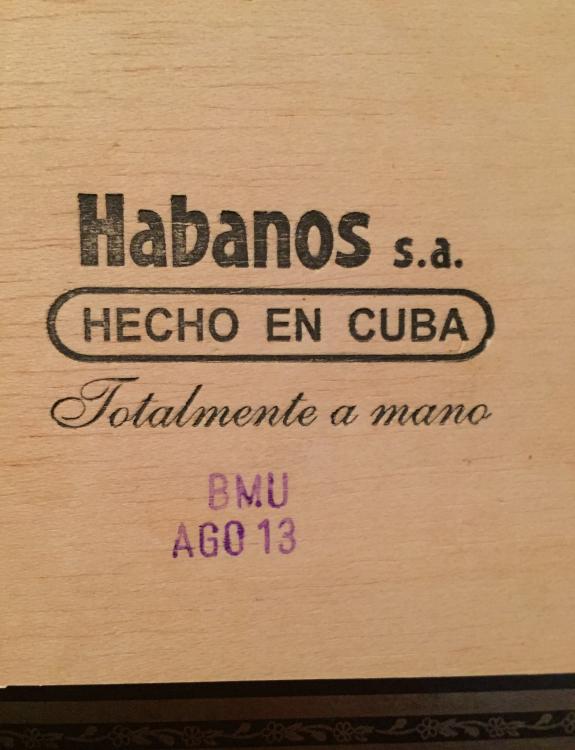 Habanos s.a.
HECHO EN CUBA
Totalmente a mano
BMU
AGO 13